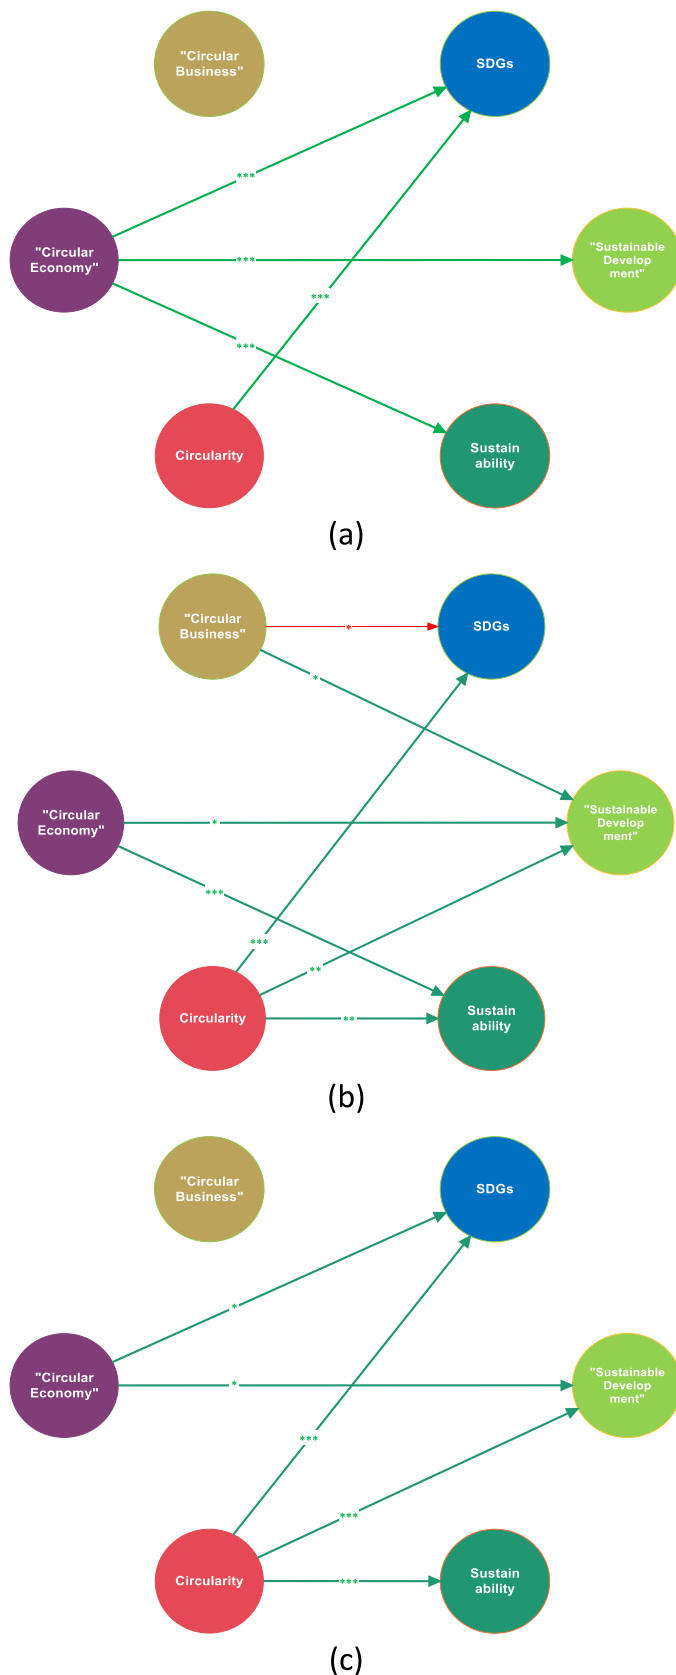 "Circular
Business"
SDGs
***
"Circular
Economy"
***
"Sustainable
Develop
ment"
***
***
Circularity
Sustain
ability
(a)
"Circular
Business"
*
SDGs
*
"Circular
Economy"
*
"Sustainable
Develop
ment"
***
***
**
Circularity
**
Sustain
ability
(b)
"Circular
Business"
SDGs
*
"Circular
Economy"
*
"Sustainable
Develop
ment"
***
***
Circularity
***
Sustain
ability
(c)